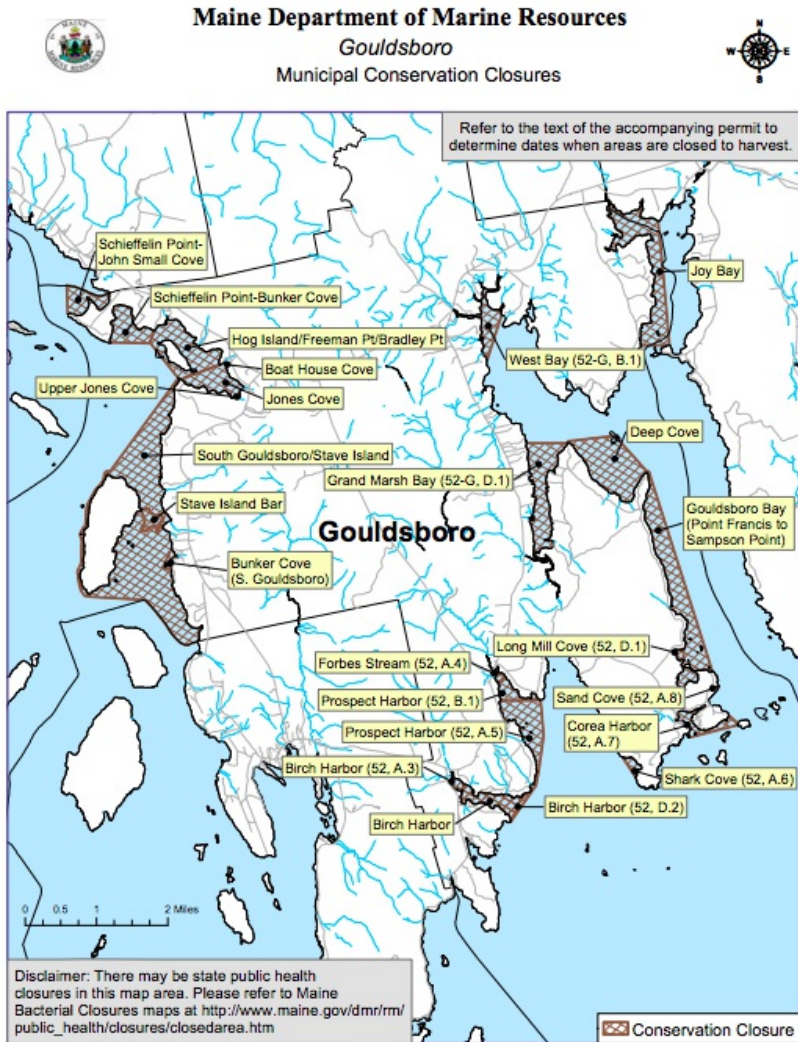 Maine Department of Marine Resources
Gouldsboro
Municipal Conservation Closures
MAINE
MARINE RESOURCES
N
W
E
S
Refer to the text of the accompanying permit to
determine dates when areas are closed to harvest.
Schieffelin Point-
John Small Cove
Schieffelin Point-Bunker Cove
Joy Bay
Hog Island/Freeman Pt/Bradley Pt
West Bay (52-G, B.1)
Boat House Cove
Upper Jones Cove
Jones Cove
Deep Cove
South Gouldsboro/Stave Island
Grand Marsh Bay (52-G, D.1)
Stave Island Bar
Gouldsboro Bay
(Point Francis to
Sampson Point)
Gouldsboro
Bunker Cove
(S. Gouldsboro)
Long Mill Cove (52, D.1)
Forbes Stream (52, A.4)
Prospect Harbor (52, B.1)
Sand Cove (52, A.8)
Prospect Harbor (52, A.5)
Corea Harbor
(52, A.7)
Birch Harbor (52, A.3)
Shark Cove (52, A.6)
Birch Harbor (52, D.2)
Birch Harbor
0 0.5 1 2 Miles
Disclaimer: There may be state public health
closures in this map area. Please refer to Maine
Bacterial Closures maps at http://www.maine.gov/dmr/rm/
public_health/closures/closedarea.htm
Conservation Closure